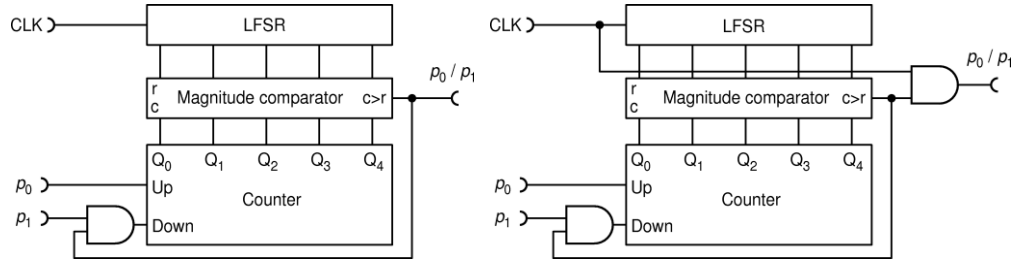 CLK
LFSR
p0 / p1
r
c
Magnitude comparator
c>r
Q0 Q1 Q2 Q3 Q4
p0
Up
Counter
p1
Down
CLK
LFSR
p0 / p1
r
c
Magnitude comparator
c>r
Q0 Q1 Q2 Q3 Q4
p0
Up
Counter
p1
Down